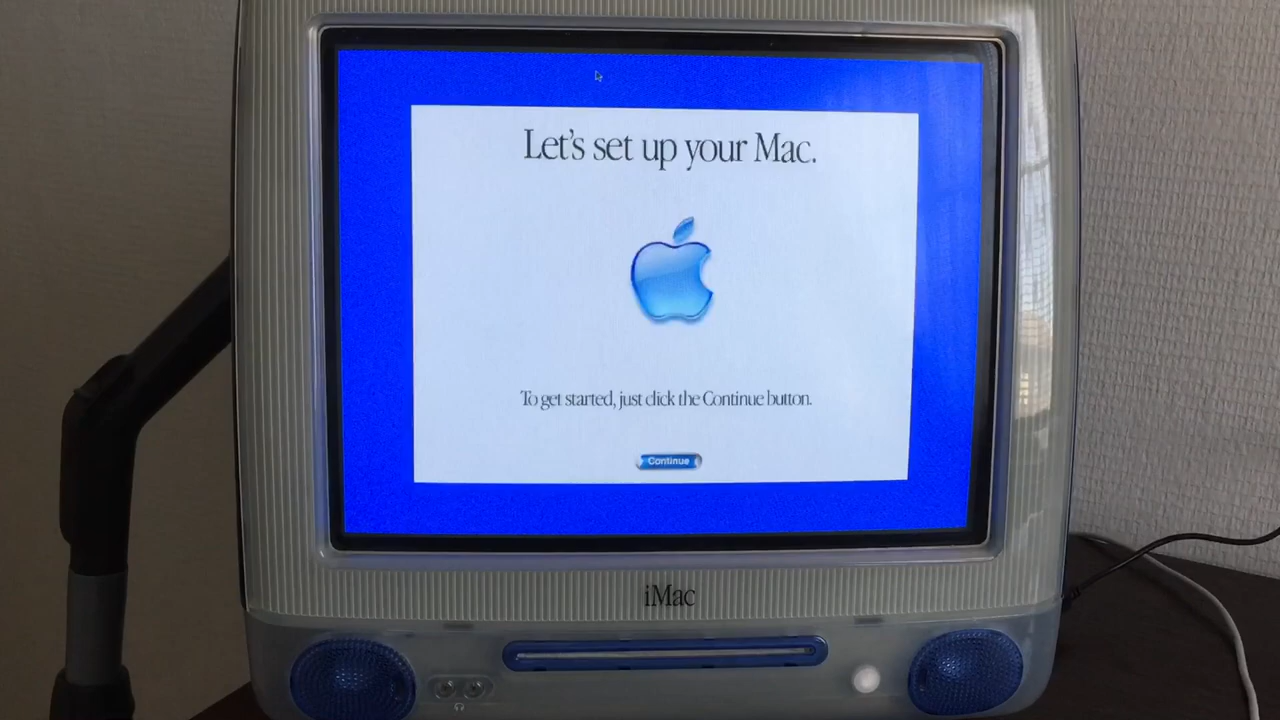 Let's set up your Mac.
To get started, just click the Continue button.
Continue
iMac